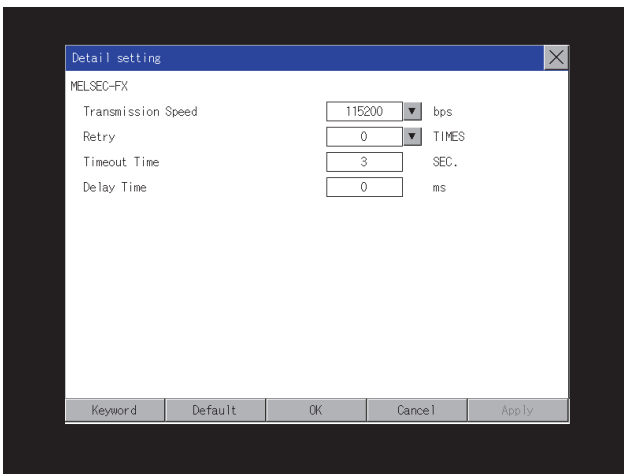 Detail setting
MELSEC-FX
Transmission Speed 115200 bps
Retry 0 TIMES
Timeout Time 3 SEC.
Delay Time 0 ms
Keyword Default OK Cancel Apply